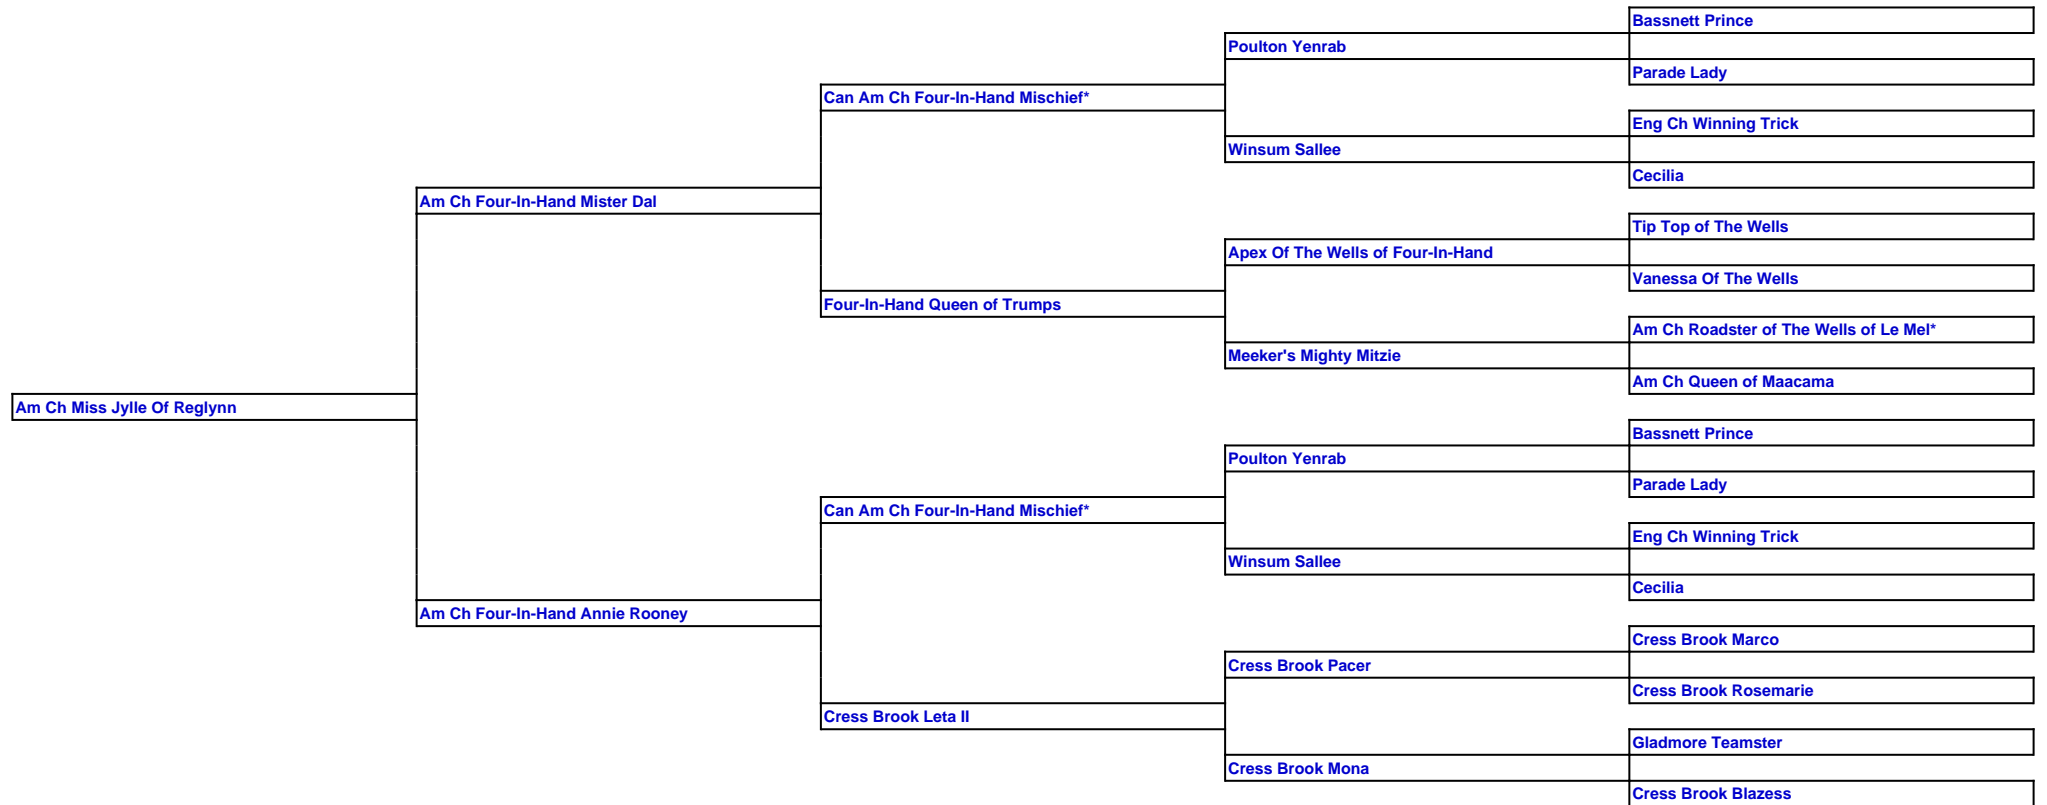 Bassnett Prince
Poulton Yenrab
Parade Lady
Can Am Ch Four-In-Hand Mischief*
Eng Ch Winning Trick
Winsum Sallee
Cecilia
Am Ch Four-In-Hand Mister Dal
Tip Top of The Wells
Apex Of The Wells of Four-In-Hand
Vanessa Of The Wells
Four-In-Hand Queen of Trumps
Am Ch Roadster of The Wells of Le Mel*
Meeker's Mighty Mitzie
Am Ch Queen of Maacama
Am Ch Miss Jylle Of Reglynn
Bassnett Prince
Poulton Yenrab
Parade Lady
Can Am Ch Four-In-Hand Mischief*
Eng Ch Winning Trick
Winsum Sallee
Cecilia
Am Ch Four-In-Hand Annie Rooney
Cress Brook Marco
Cress Brook Pacer
Cress Brook Rosemarie
Cress Brook Leta II
Gladmore Teamster
Cress Brook Mona
Cress Brook Blazess